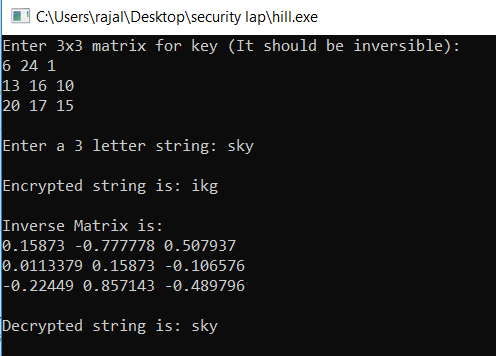 C:\Users\rajal\Desktop\security lap\hill.exe
Enter 3x3 matrix for key (It should be inversible):
6 24 1
13 16 10
20 17 15
Enter a 3 letter string: sky
Encrypted string is: ikg
Inverse Matrix is:
0.15873 -0.777778 0.507937
0.0113379 0.15873 -0.106576
-0.22449 0.857143 -0.489796
Decrypted string is: sky